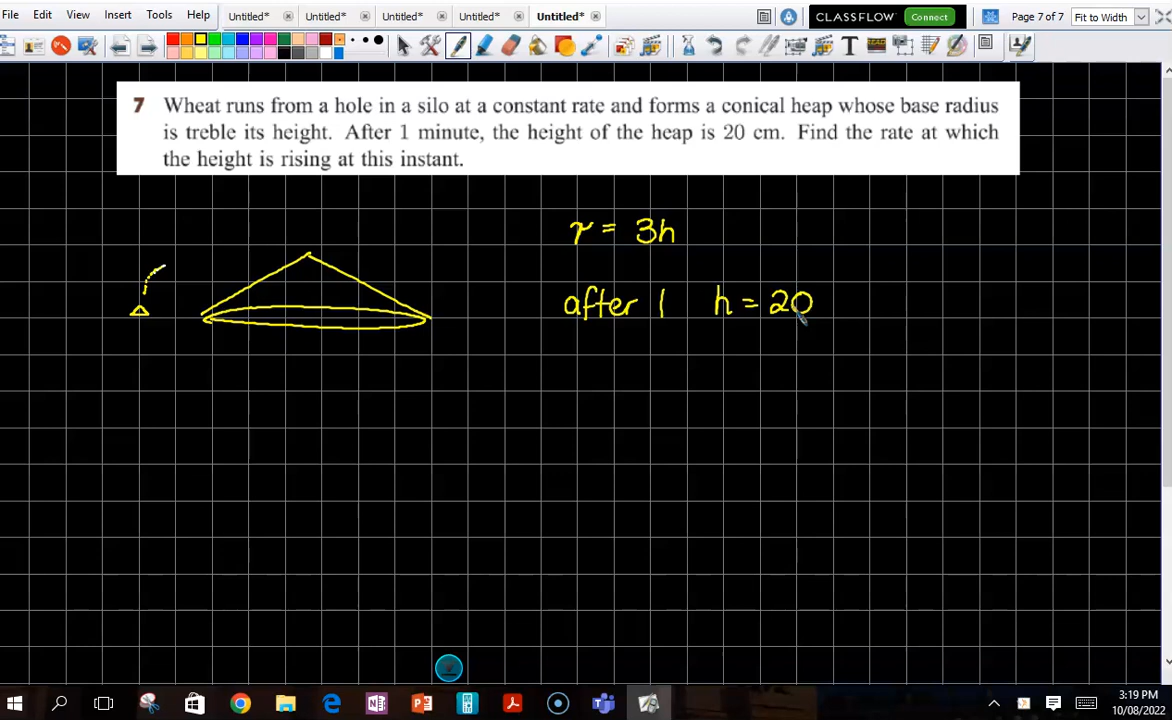 File Edit View Insert Tools Help Untitled* Untitled* Untitled* Untitled* Untitled* CLASSFLOW Connect Page 7 of 7 Fit to Width
7 Wheat runs from a hole in a silo at a constant rate and forms a conical heap whose base radius
is treble its height. After 1 minute, the height of the heap is 20 cm. Find the rate at which
the height is rising at this instant.
r = 3h
after 1 h = 20
3:19 PM
10/08/2022